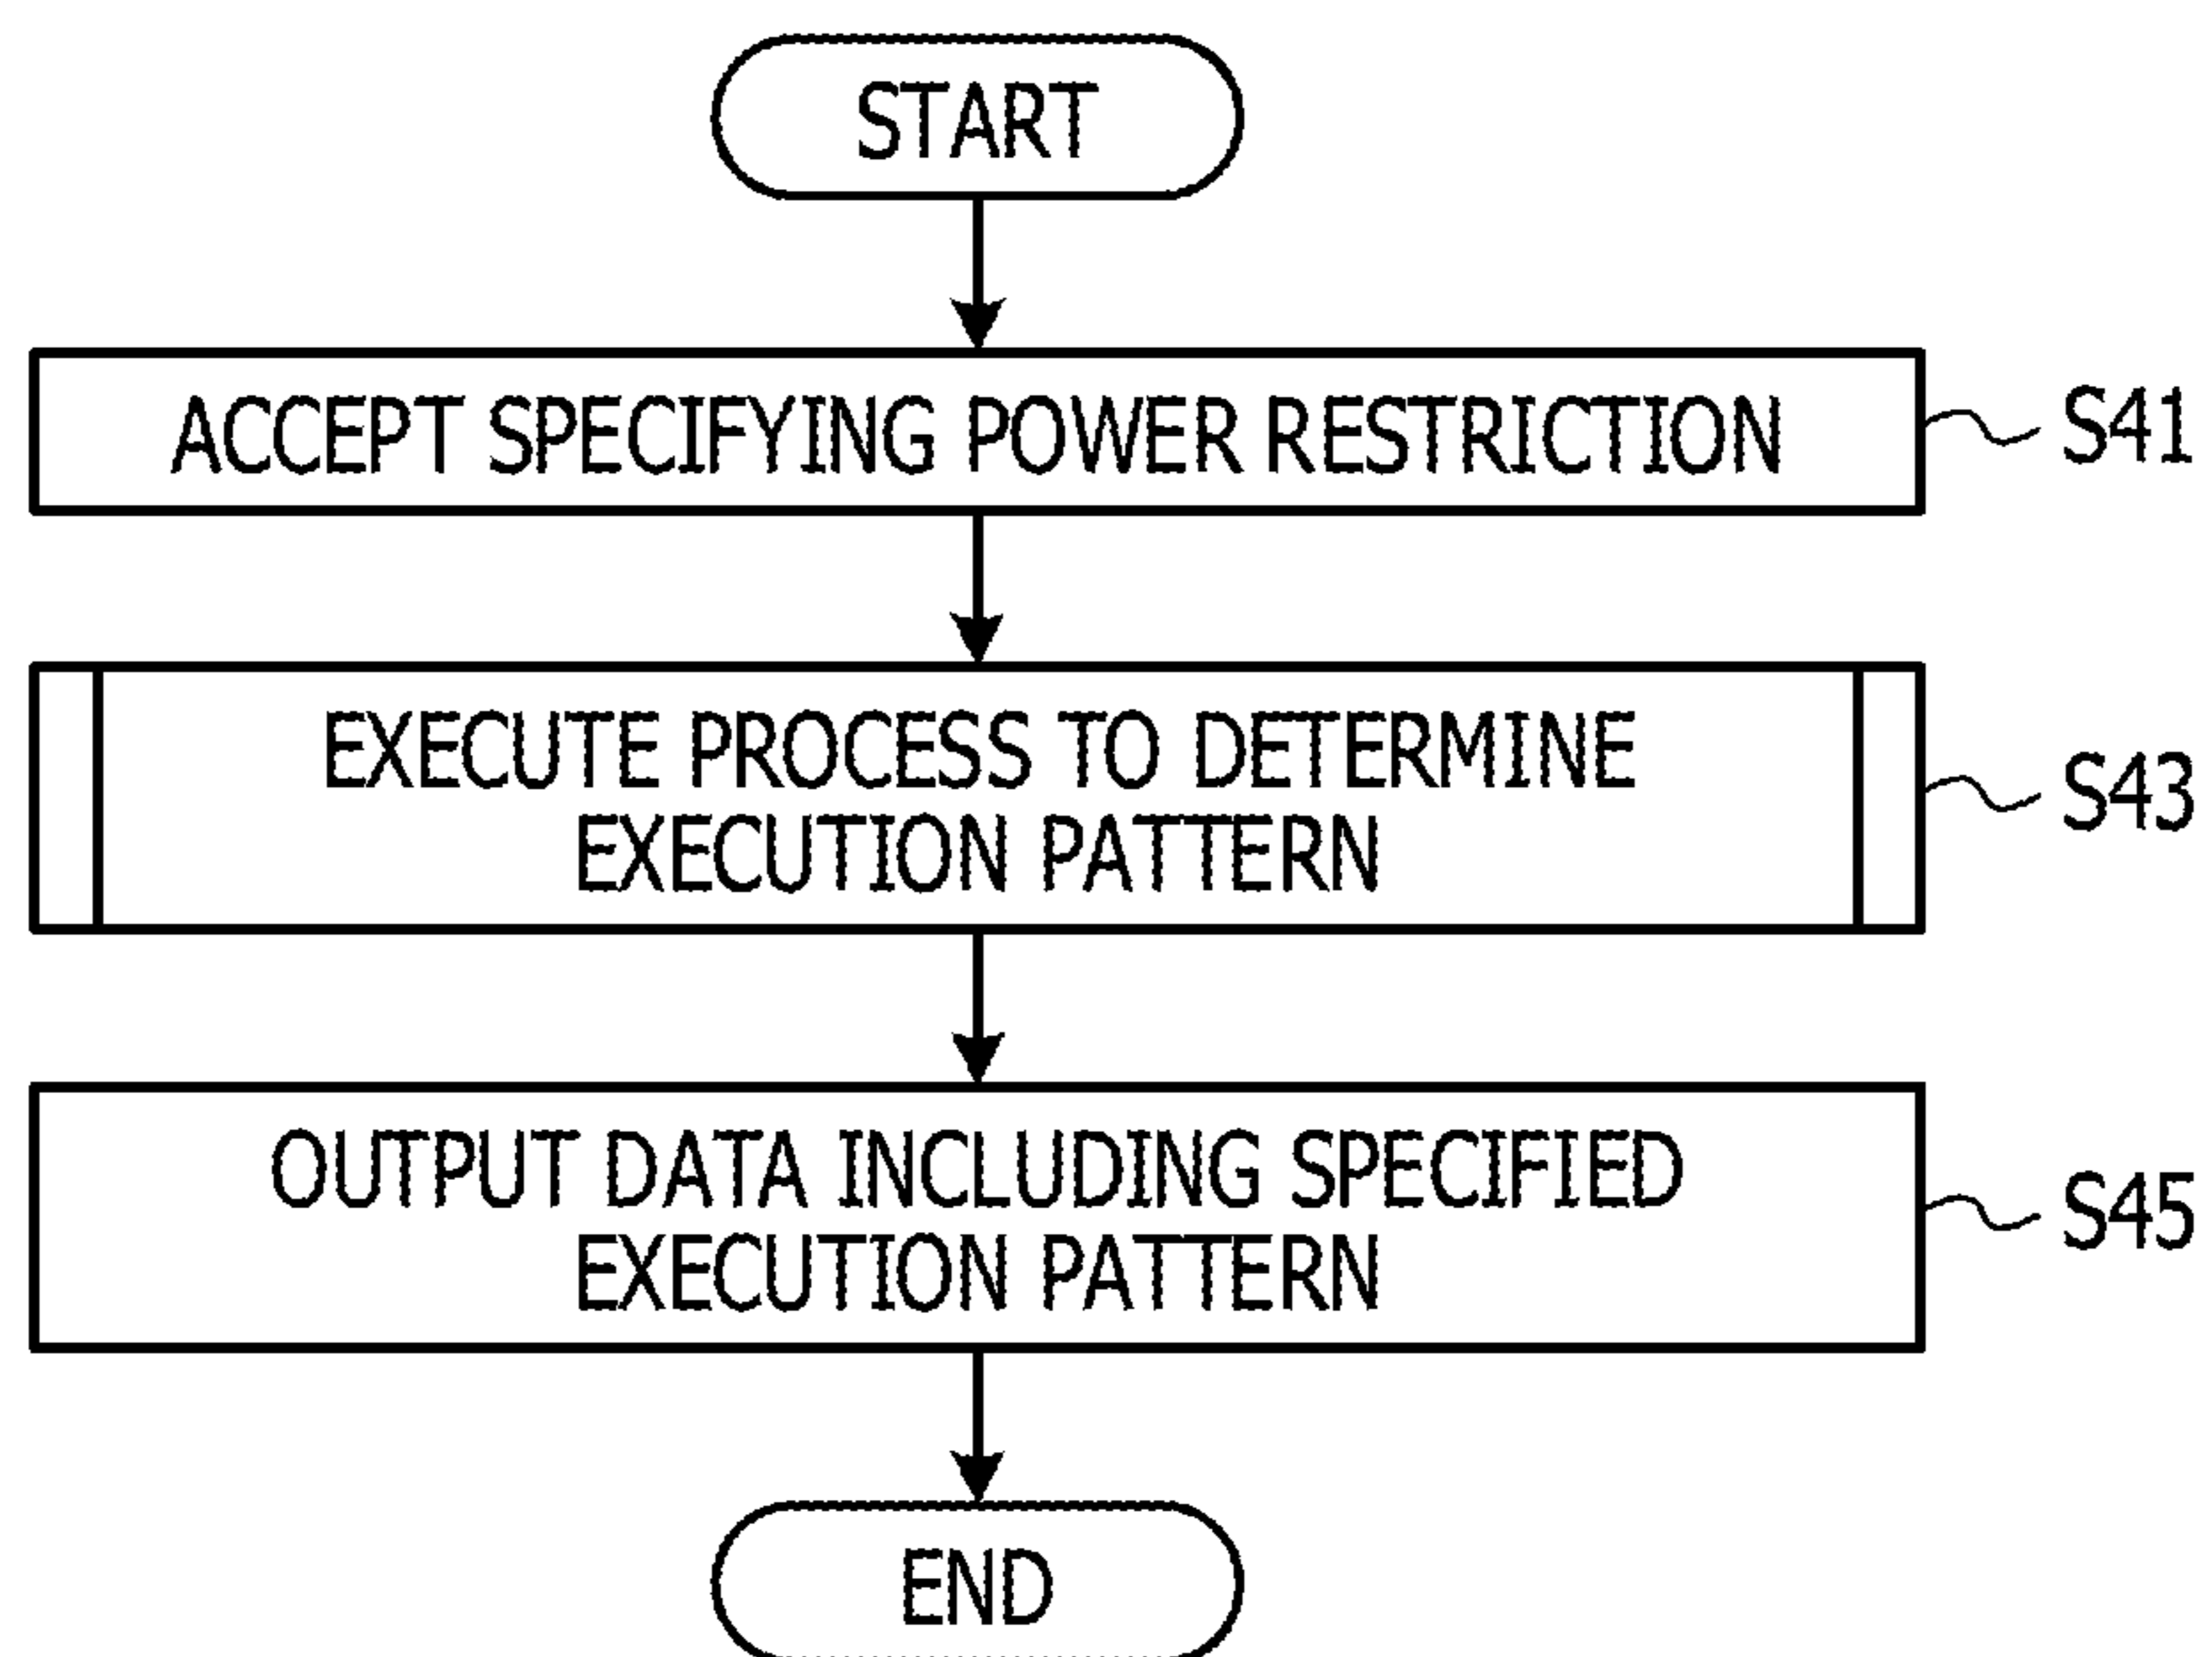 START
ACCEPT SPECIFYING POWER RESTRICTION
S41
EXECUTE PROCESS TO DETERMINE
EXECUTION PATTERN
S43
OUTPUT DATA INCLUDING SPECIFIED
EXECUTION PATTERN
S45
END